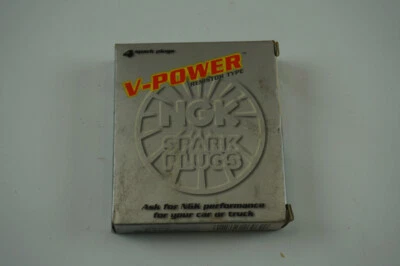 4 spark plugs
V-POWER
RESISTOR TYPE
NGK
SPARK
PLUGS
Ask for NGK performance
for your car or truck